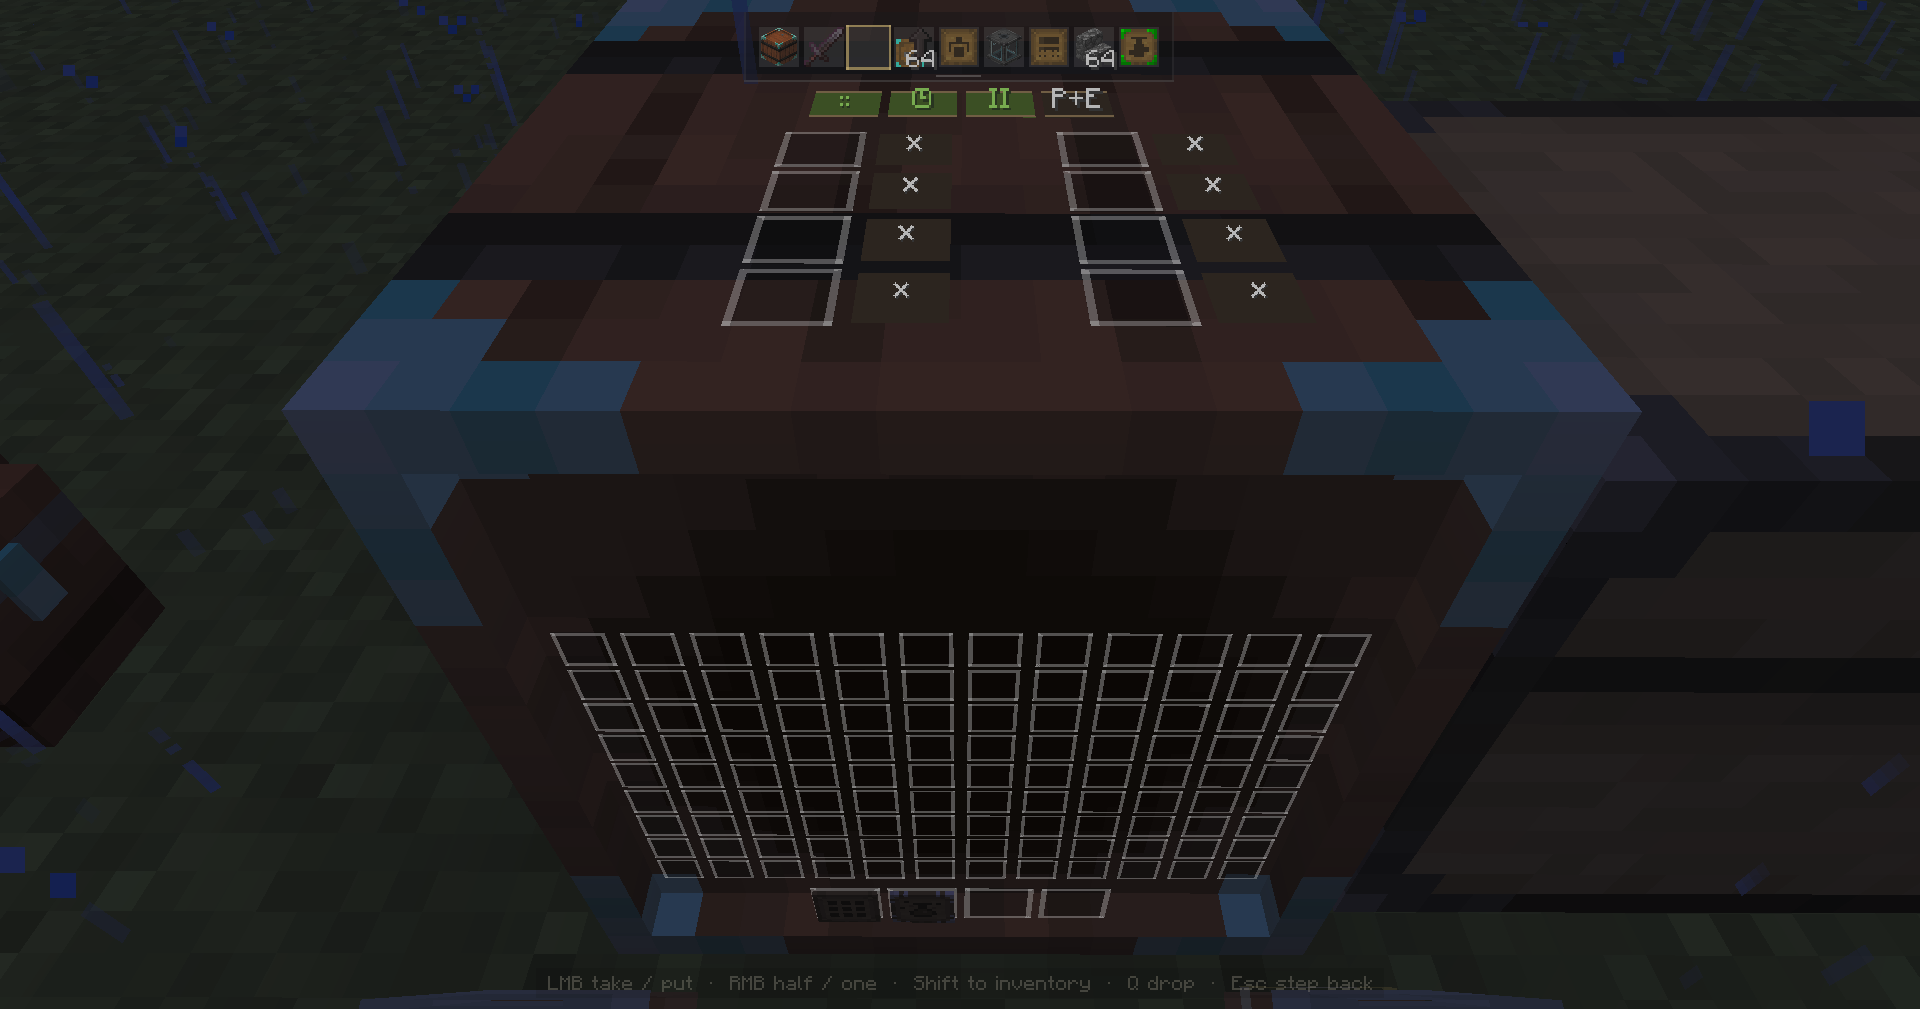 64 64
P+E
LMB take / put · RMB half / one · Shift to inventory · Q drop · Esc step back